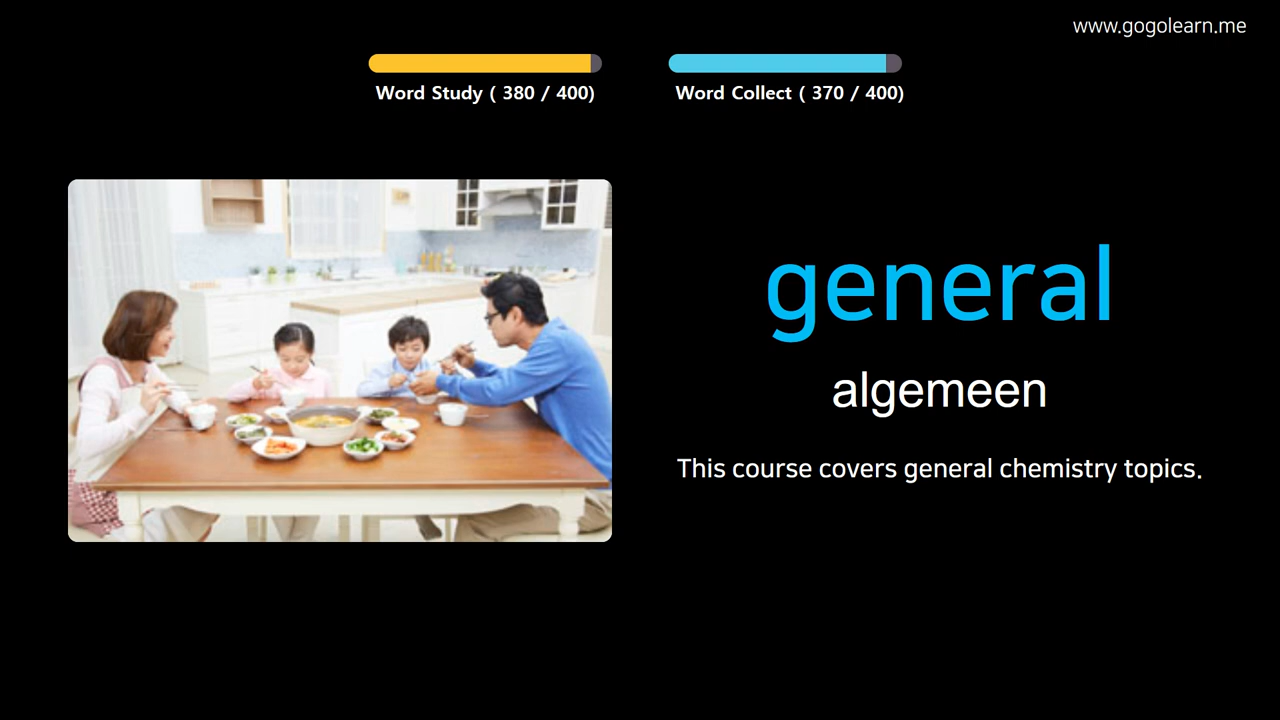 www.gogolearn.me
Word Study ( 380 / 400)
Word Collect ( 370 / 400)
general
algemeen
This course covers general chemistry topics.